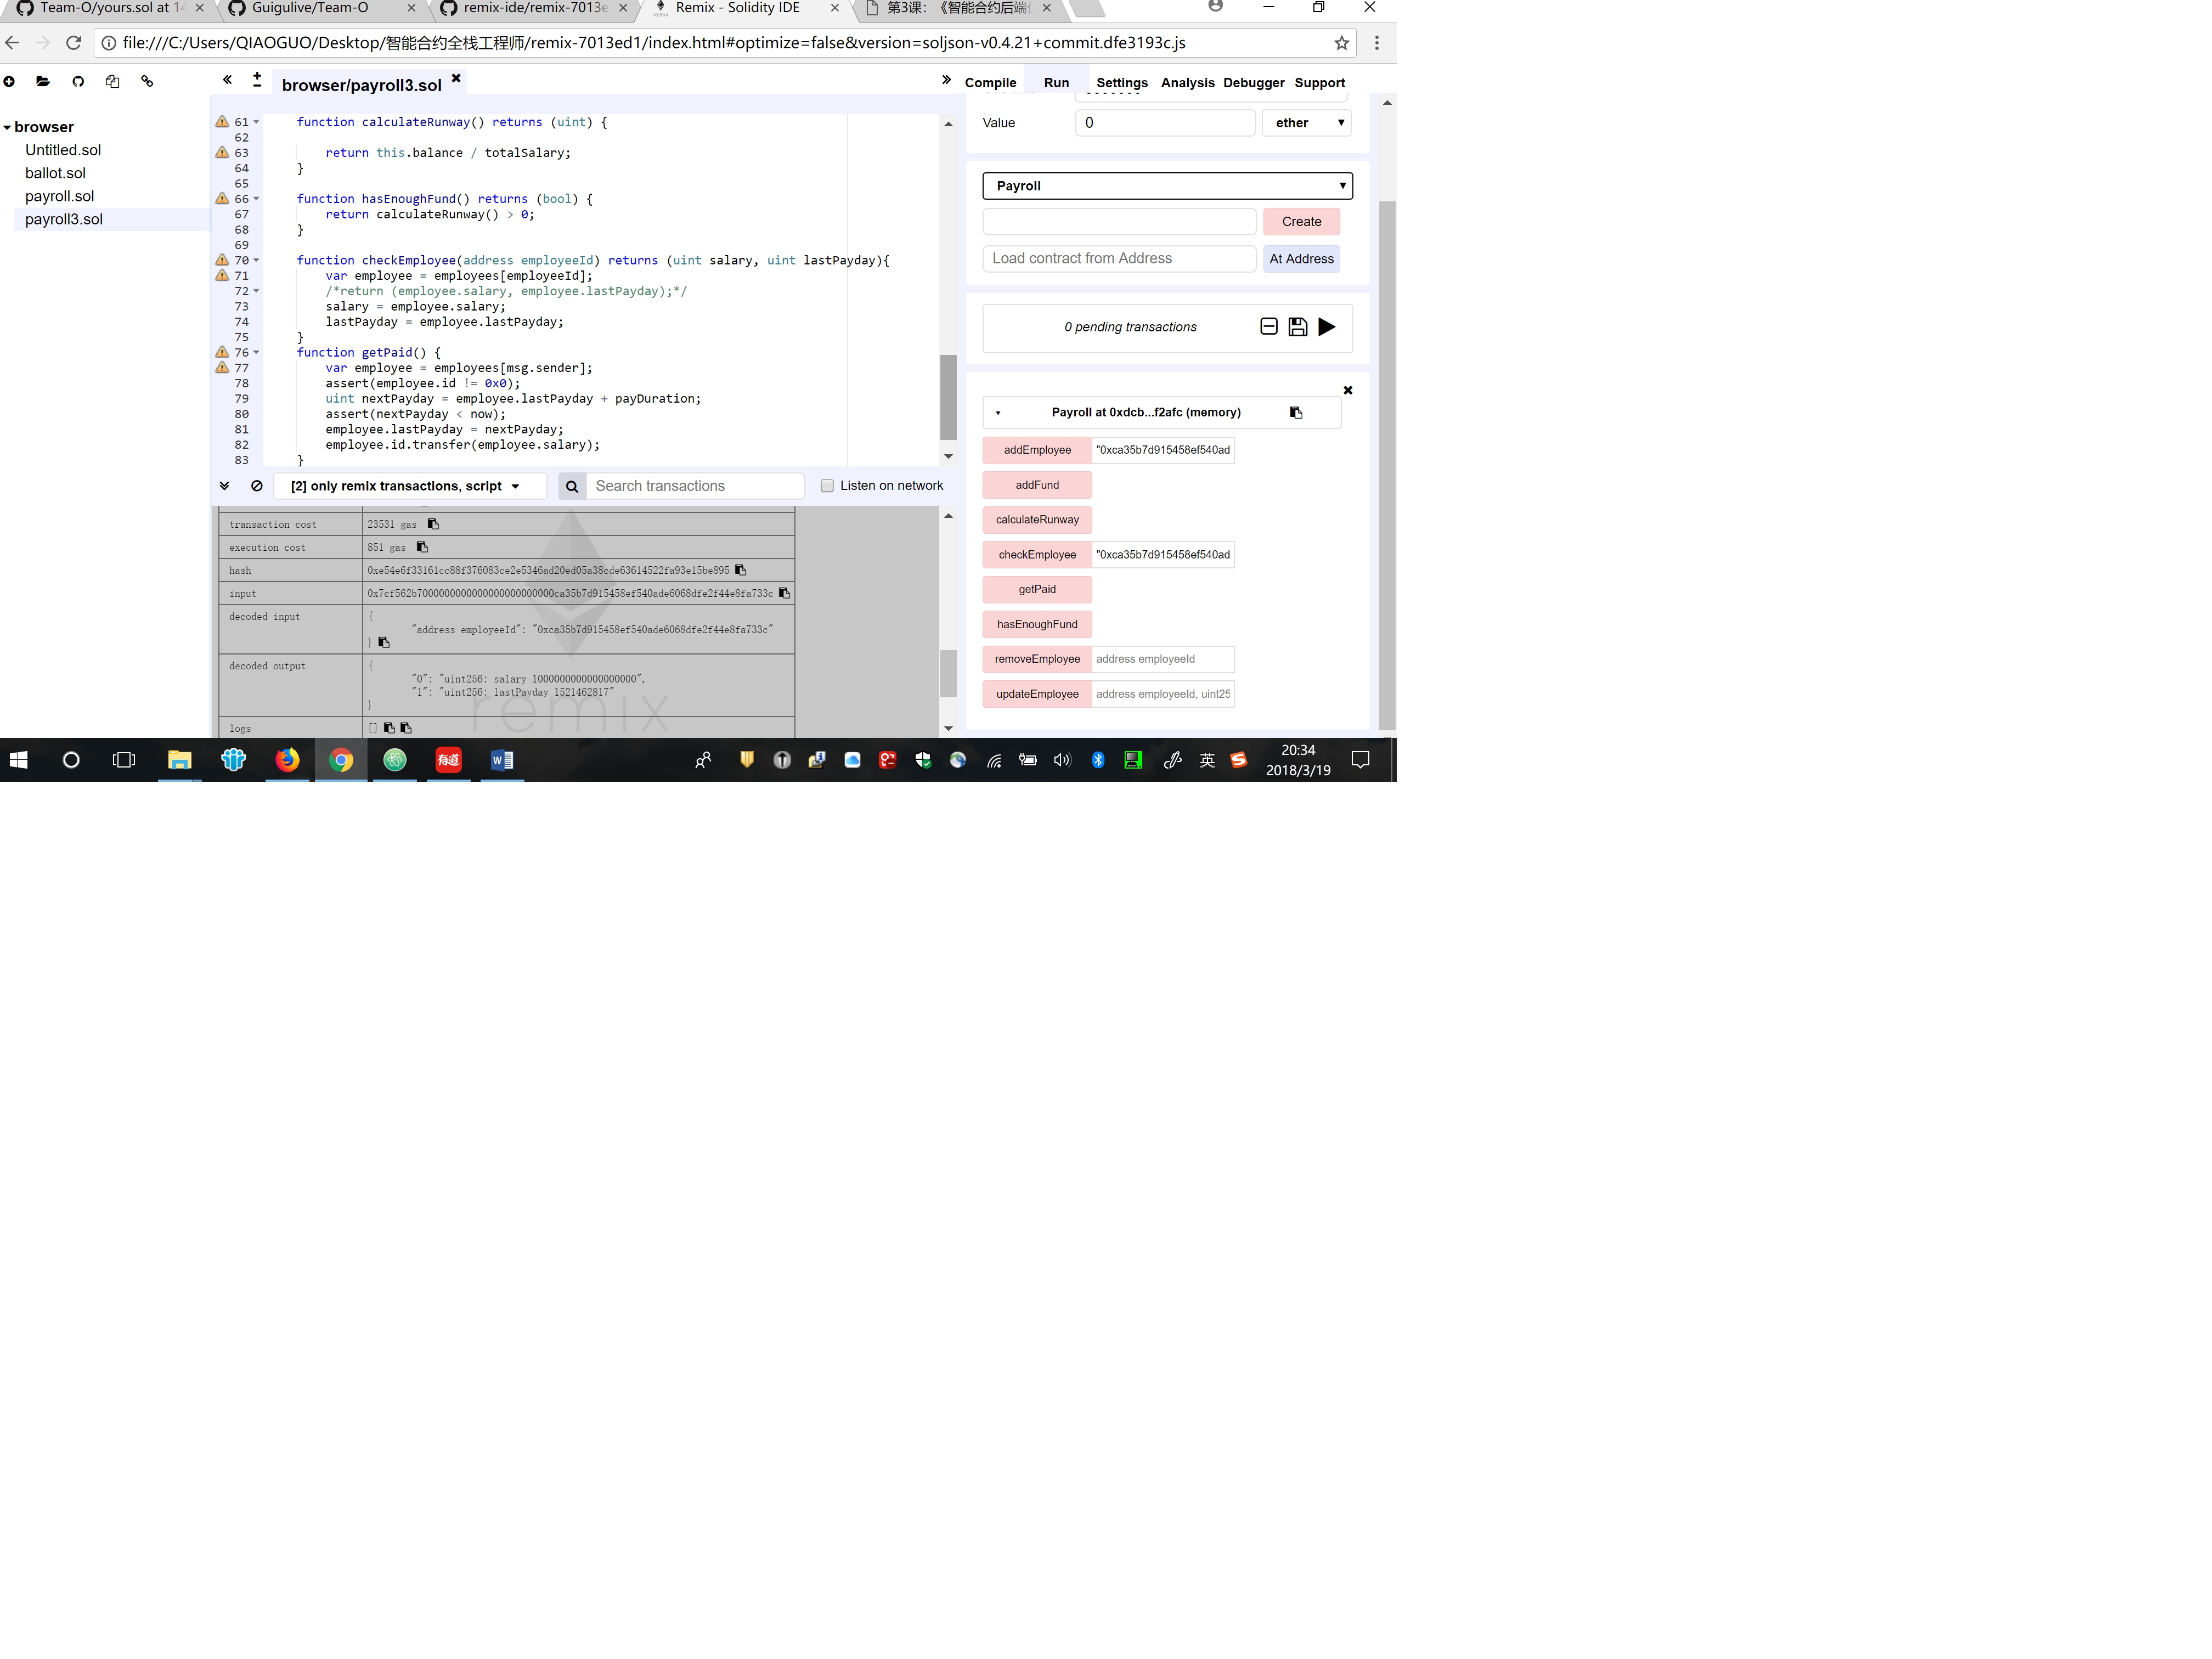 Team-O/yours.sol at 14
Guigulive/Team-O
remix-ide/remix-7013e
Remix - Solidity IDE
第3课：《智能合约后端
file:///C:/Users/QIAOGUO/Desktop/智能合约全栈工程师/remix-7013ed1/index.html#optimize=false&version=soljson-v0.4.21+commit.dfe3193c.js
browser/payroll3.sol
Compile Run Settings Analysis Debugger Support
browser
Untitled.sol
ballot.sol
payroll.sol
payroll3.sol
61 function calculateRunway() returns (uint) {
62
63 return this.balance / totalSalary;
64 }
65
66 function hasEnoughFund() returns (bool) {
67 return calculateRunway() > 0;
68 }
69
70 function checkEmployee(address employeeId) returns (uint salary, uint lastPayday){
71 var employee = employees[employeeId];
72 /*return (employee.salary, employee.lastPayday);*/
73 salary = employee.salary;
74 lastPayday = employee.lastPayday;
75 }
76 function getPaid() {
77 var employee = employees[msg.sender];
78 assert(employee.id != 0x0);
79 uint nextPayday = employee.lastPayday + payDuration;
80 assert(nextPayday < now);
81 employee.lastPayday = nextPayday;
82 employee.id.transfer(employee.salary);
83 }
[2] only remix transactions, script
Search transactions
Listen on network
transaction cost 23531 gas
execution cost 851 gas
hash 0xe54e6f33161cc88f376083ce2e5346ad20ed05a38cde63614522fa93e15be895
input 0x7cf562b7000000000000000000000000ca35b7d915458ef540ade6068dfe2f44e8fa733c
decoded input {
"address employeeId": "0xca35b7d915458ef540ade6068dfe2f44e8fa733c"
}
decoded output {
"0": "uint256: salary 1000000000000000000",
"1": "uint256: lastPayday 1521462817"
}
logs []
remix
Value 0 ether
Payroll
Create
Load contract from Address At Address
0 pending transactions
Payroll at 0xdcb...f2afc (memory)
addEmployee "0xca35b7d915458ef540ad
addFund
calculateRunway
checkEmployee "0xca35b7d915458ef540ad
getPaid
hasEnoughFund
removeEmployee address employeeId
updateEmployee address employeeId, uint25
有道
英
20:34
2018/3/19